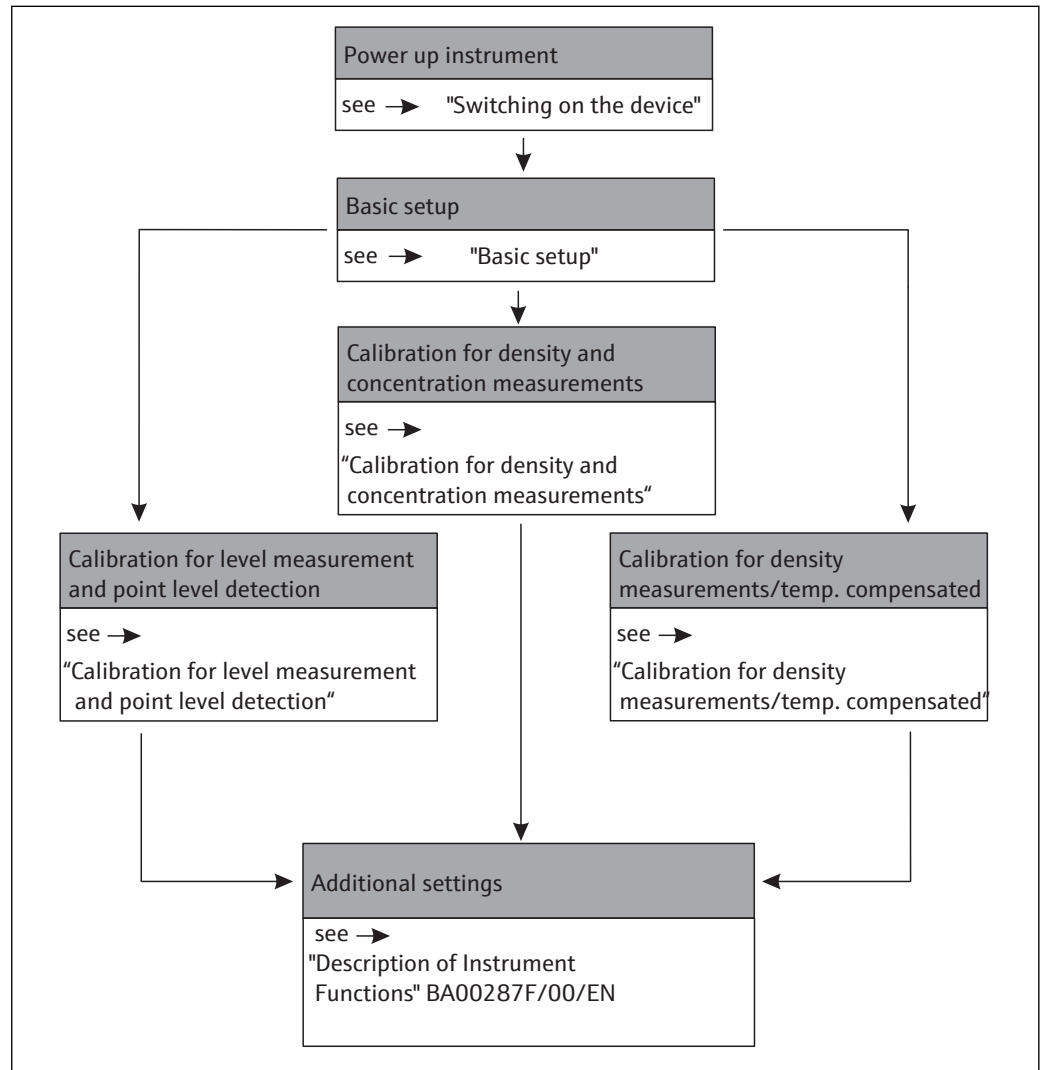 Power up instrument
see → "Switching on the device"
Basic setup
see → "Basic setup"
Calibration for density and
concentration measurements
see →
“Calibration for density and
concentration measurements“
Calibration for level measurement
and point level detection
see →
“Calibration for level measurement
and point level detection“
Calibration for density
measurements/temp. compensated
see →
“Calibration for density
measurements/temp. compensated“
Additional settings
see →
"Description of Instrument
Functions" BA00287F/00/EN